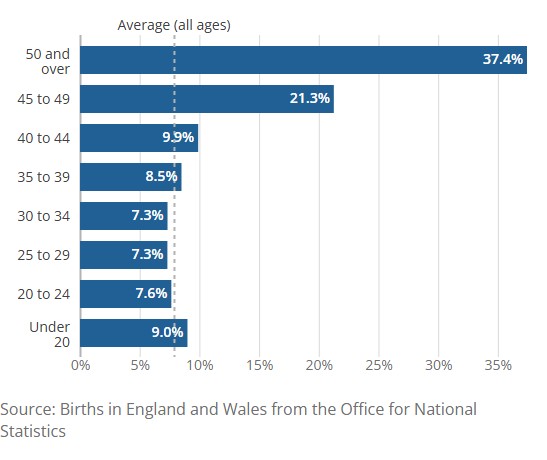 Average (all ages)
50 and
over
37.4%
45 to 49
21.3%
40 to 44
9.9%
35 to 39
8.5%
30 to 34
7.3%
25 to 29
7.3%
20 to 24
7.6%
Under
20
9.0%
0%
5%
10%
15%
20%
25%
30%
35%
Source: Births in England and Wales from the Office for National
Statistics